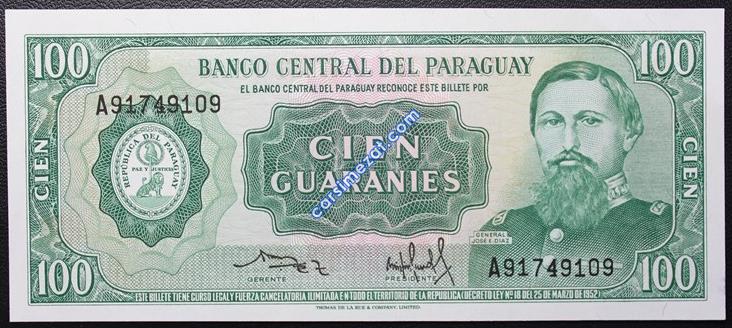 100
100
BANCO CENTRAL DEL PARAGUAY
EL BANCO CENTRAL DEL PARAGUAY RECONOCE ESTE BILLETE POR
A91749109
REPUBLICA DEL PARAGUAY
PAZ Y JUSTICIA
CIEN
CIEN
GUARANIES
CIEN
carsimpezat.com
GENERAL
JOSE E. DIAZ
GERENTE
PRESIDENTE
A91749109
100
100
ESTE BILLETE TIENE CURSO LEGAL Y FUERZA CANCELATORIA ILIMITADA EN TODO EL TERRITORIO DE LA REPUBLICA (DECRETO LEY Nº 18 DEL 25 DE MARZO DE 1952)
THOMAS DE LA RUE & COMPANY, LIMITED.